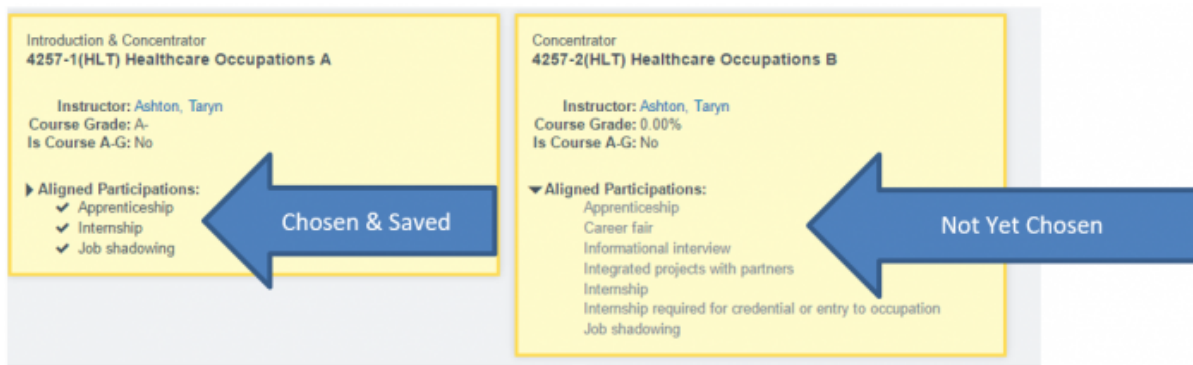 Introduction & Concentrator
4257-1(HLT) Healthcare Occupations A
Instructor: Ashton, Taryn
Course Grade: A-
Is Course A-G: No
Aligned Participations:
Apprenticeship
Internship
Job shadowing
Chosen & Saved
Concentrator
4257-2(HLT) Healthcare Occupations B
Instructor: Ashton, Taryn
Course Grade: 0.00%
Is Course A-G: No
Aligned Participations:
Apprenticeship
Career fair
Informational interview
Integrated projects with partners
Internship
Internship required for credential or entry to occupation
Job shadowing
Not Yet Chosen